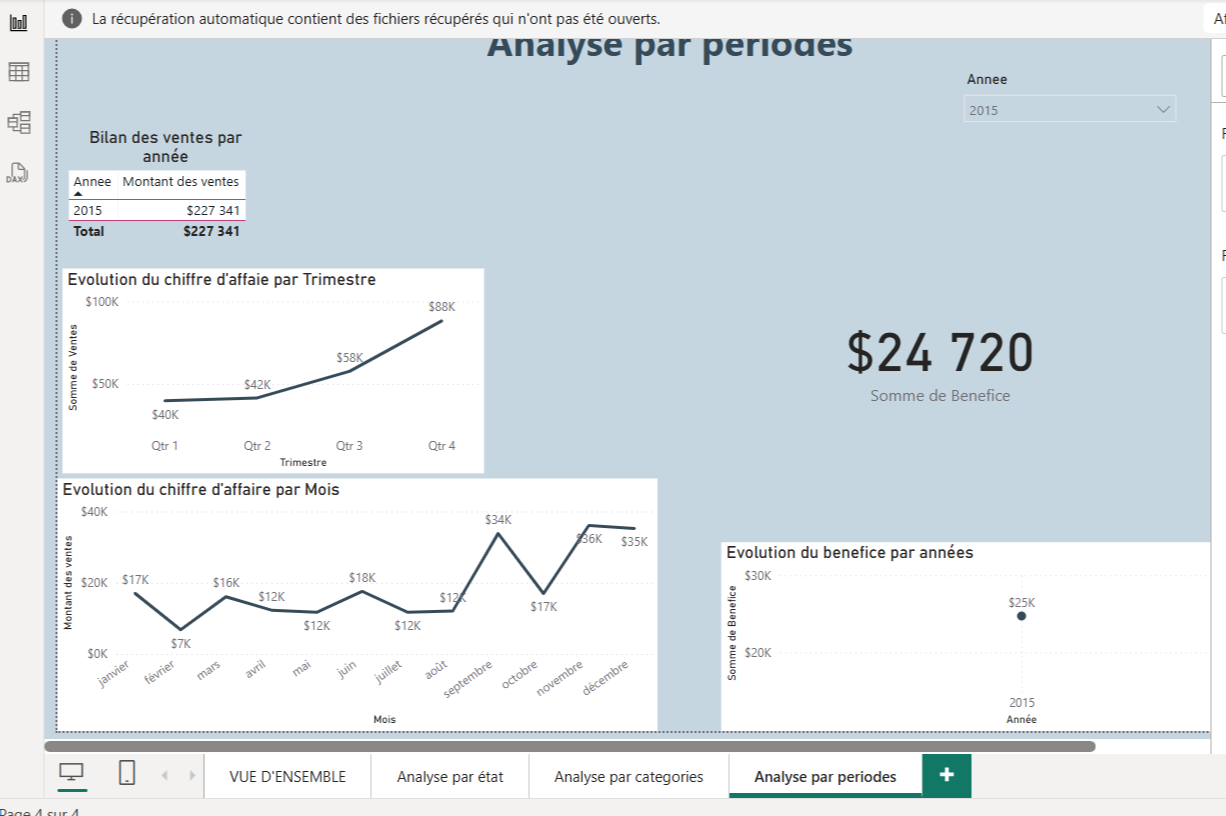 La récupération automatique contient des fichiers récupérés qui n'ont pas été ouverts.
Analyse par périodes
Annee
2015
Bilan des ventes par
année
Annee Montant des ventes
2015 $227 341
Total $227 341
Evolution du chiffre d'affaie par Trimestre
Somme de Ventes
$100K
$50K
$40K
$42K
$58K
$88K
Qtr 1 Qtr 2 Qtr 3 Qtr 4
Trimestre
$24 720
Somme de Benefice
Evolution du chiffre d'affaire par Mois
Montant des ventes
$40K
$20K
$0K
$17K
$7K
$16K
$12K
$12K
$18K
$12K
$12K
$34K
$17K
$36K
$35K
janvier février mars avril mai juin juillet août septembre octobre novembre décembre
Mois
Evolution du benefice par années
Somme de Benefice
$30K
$20K
$25K
2015
Année
DAX
VUE D'ENSEMBLE Analyse par état Analyse par categories Analyse par periodes +
Page 4 sur 4